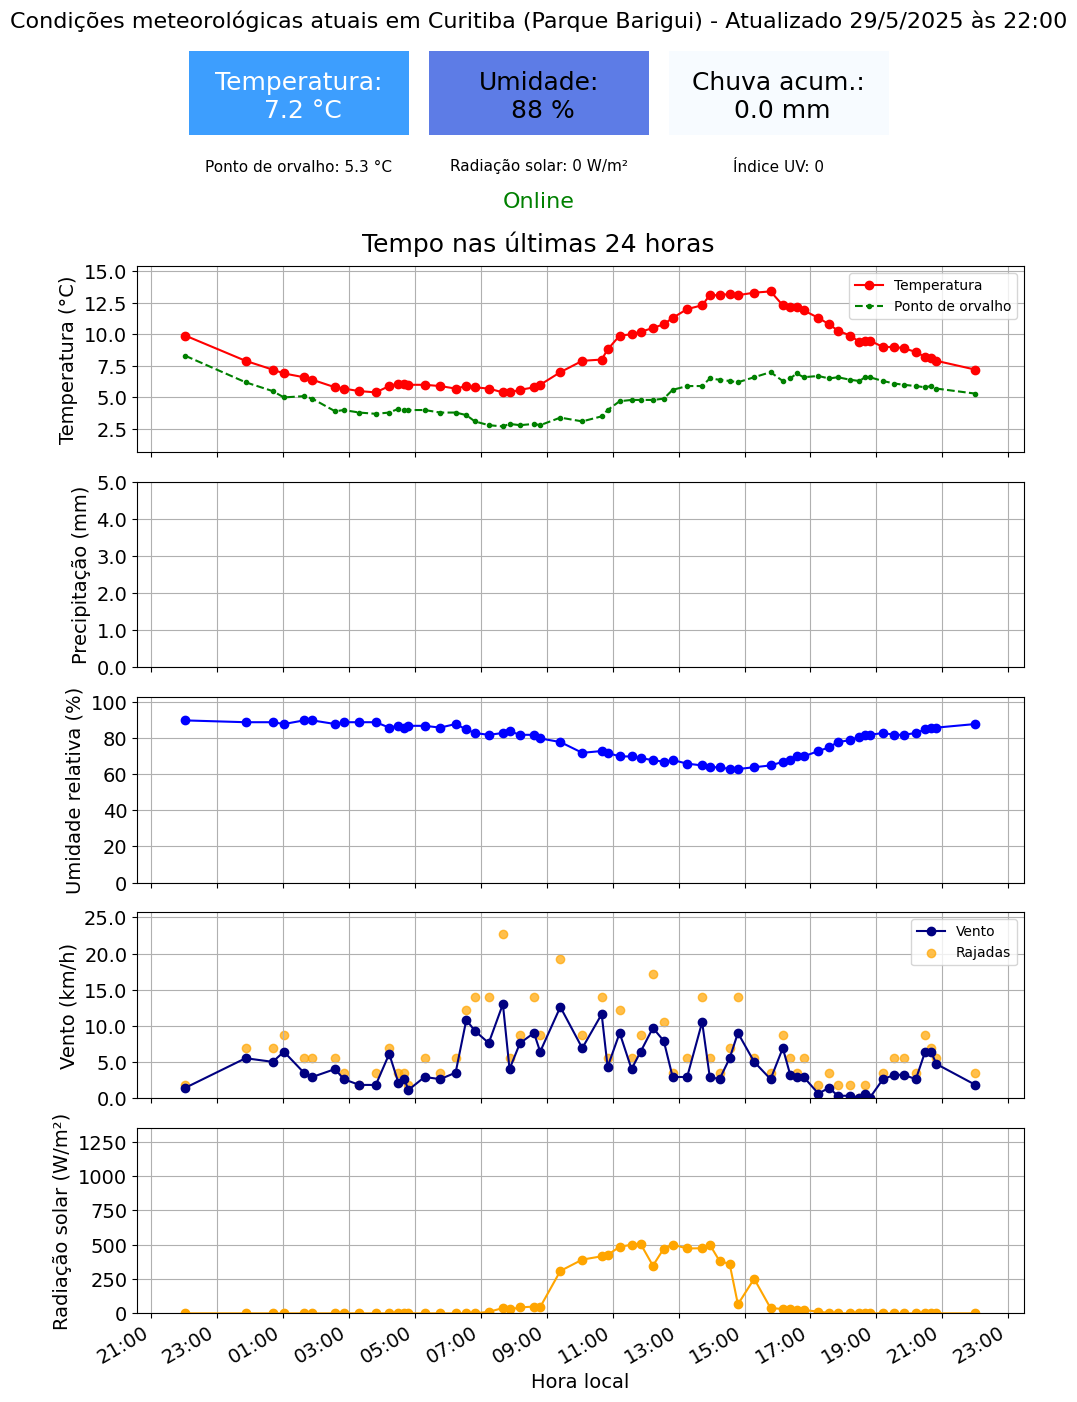 Condições meteorológicas atuais em Curitiba (Parque Barigui) - Atualizado 29/5/2025 às 22:00
Temperatura:
7.2 °C
Umidade:
88 %
Chuva acum.:
0.0 mm
Ponto de orvalho: 5.3 °C
Radiação solar: 0 W/m²
Índice UV: 0
Online
Tempo nas últimas 24 horas
Temperatura (°C)
15.0
12.5
10.0
7.5
5.0
2.5
Temperatura
Ponto de orvalho
Precipitação (mm)
5.0
4.0
3.0
2.0
1.0
0.0
Umidade relativa (%)
100
80
60
40
20
0
Vento (km/h)
25.0
20.0
15.0
10.0
5.0
0.0
Vento
Rajadas
Radiação solar (W/m²)
1250
1000
750
500
250
0
21:00 23:00 01:00 03:00 05:00 07:00 09:00 11:00 13:00 15:00 17:00 19:00 21:00 23:00
Hora local